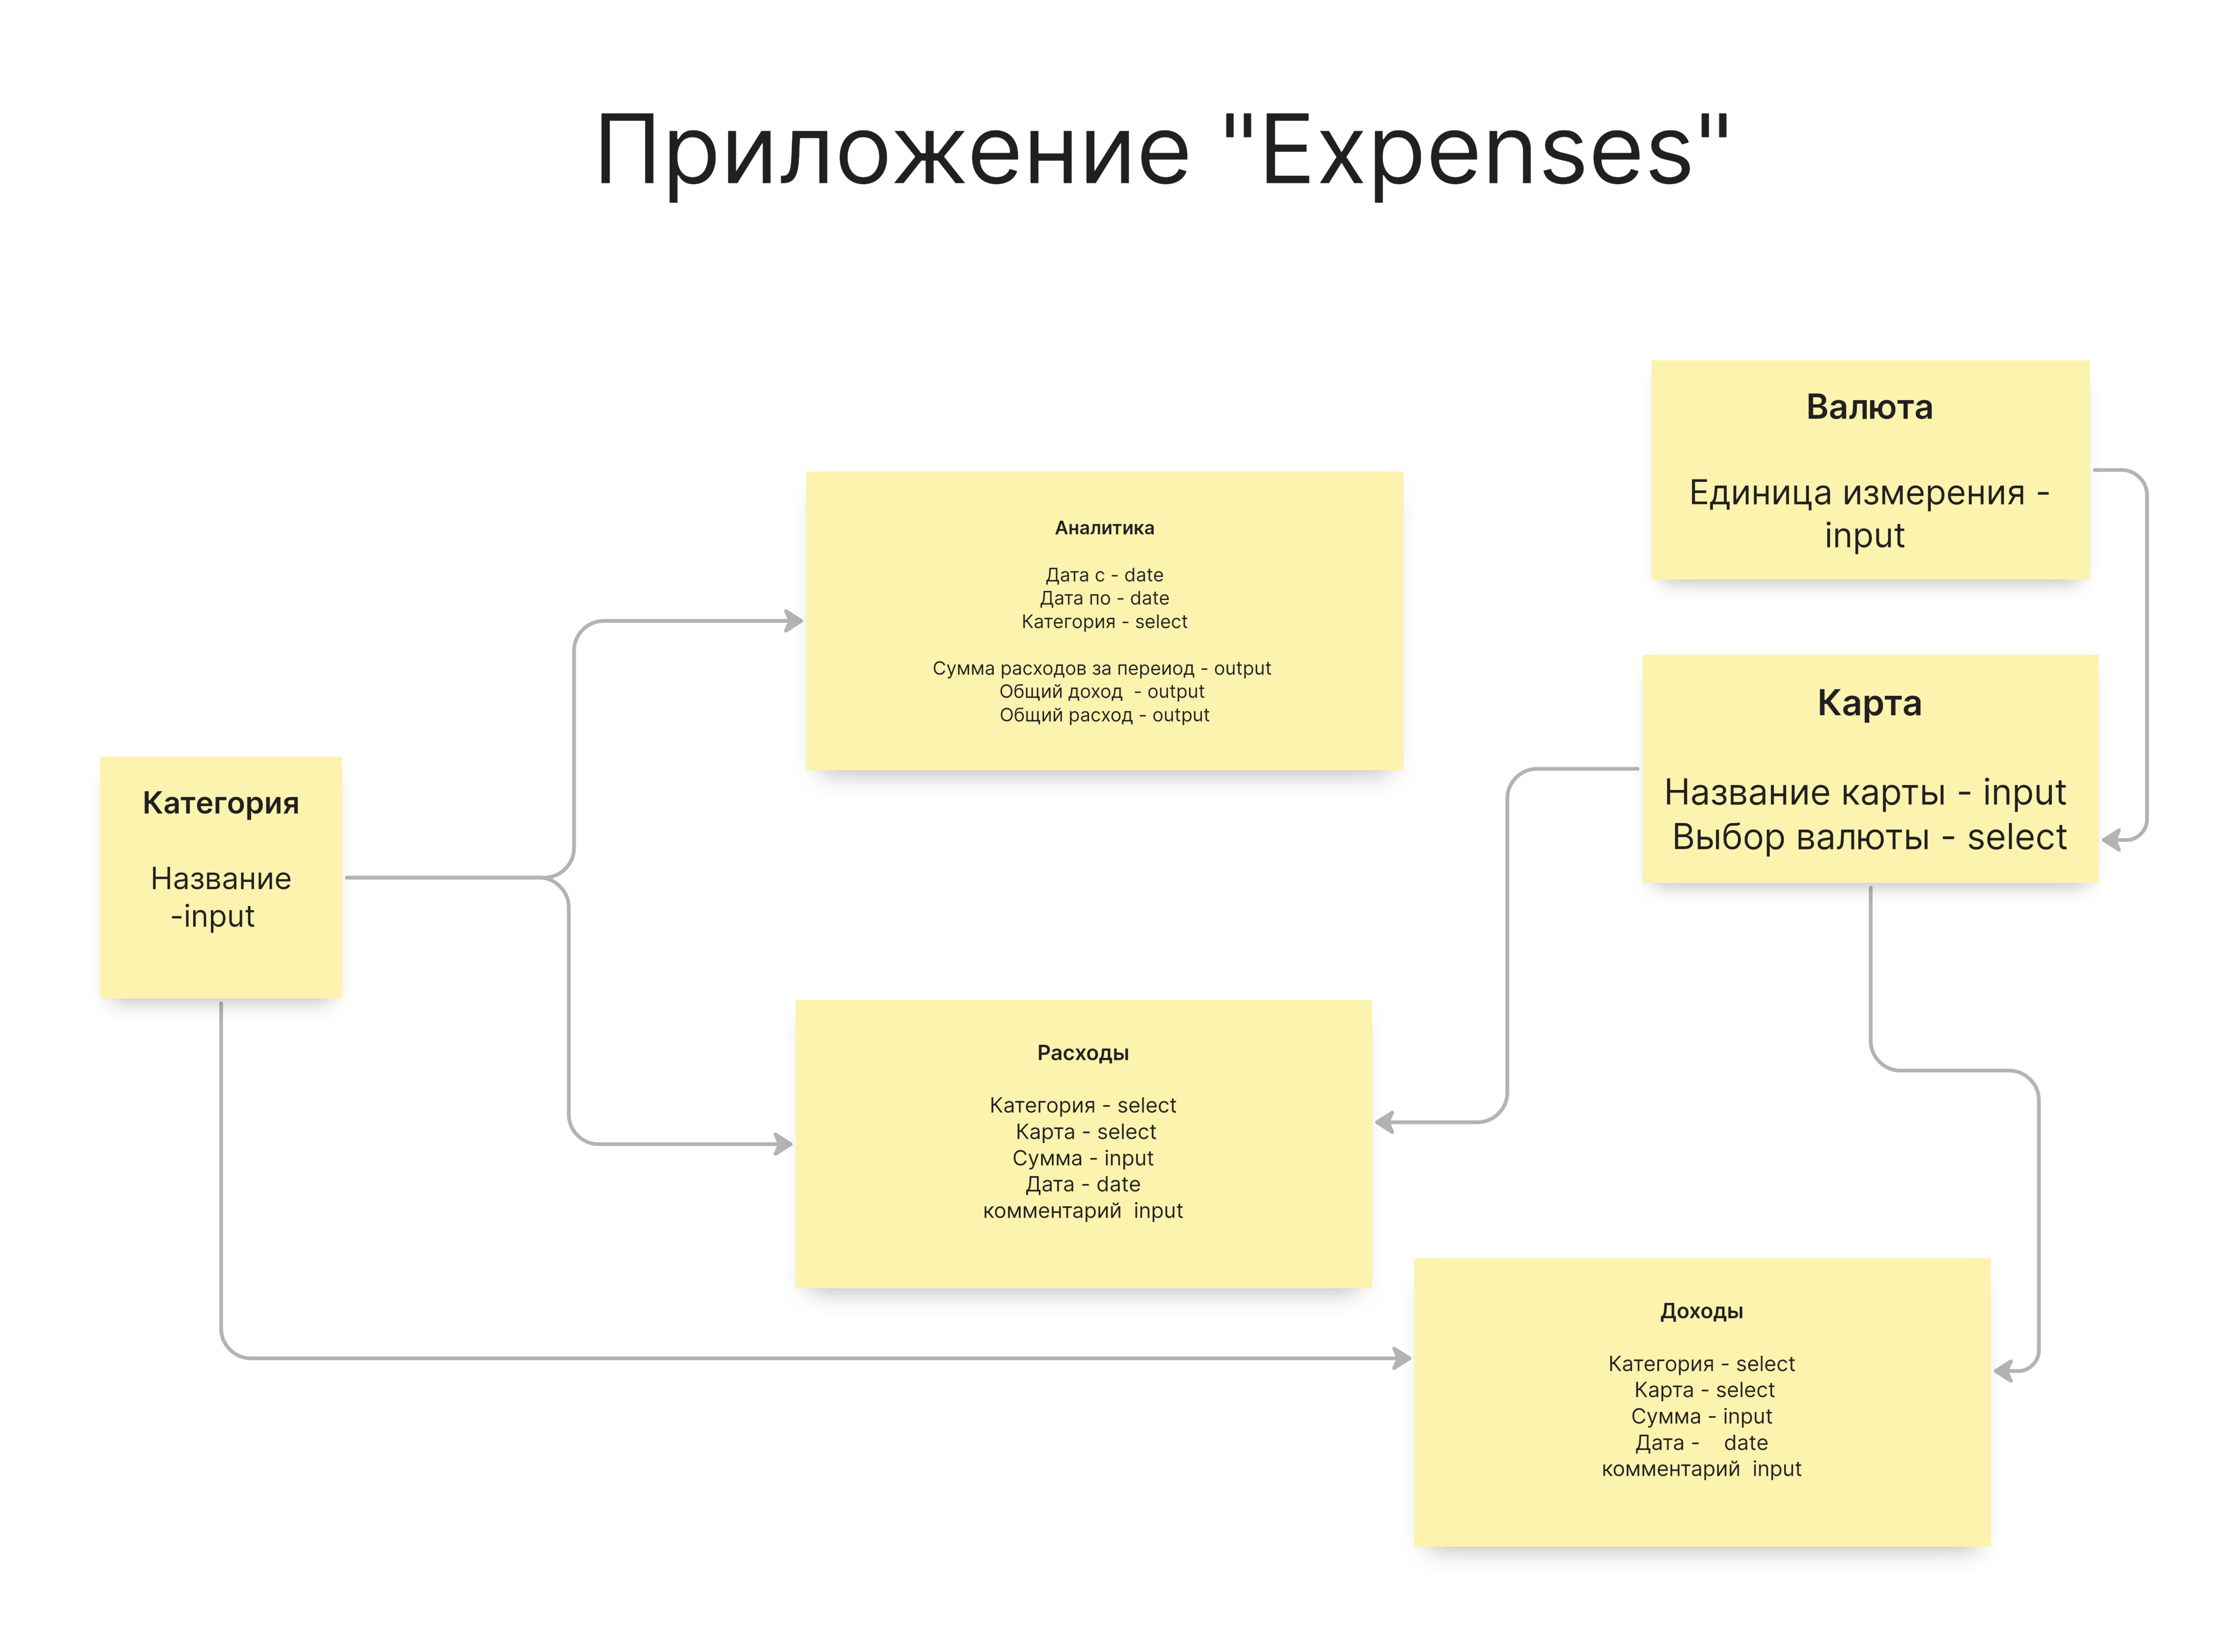 Приложение "Expenses"
Валюта
Единица измерения -
input
Аналитика
Дата с - date
Дата по - date
Категория - select
Сумма расходов за переиод - output
Общий доход - output
Общий расход - output
Карта
Название карты - input
Выбор валюты - select
Категория
Название
-input
Расходы
Категория - select
Карта - select
Сумма - input
Дата - date
комментарий input
Доходы
Категория - select
Карта - select
Сумма - input
Дата - date
комментарий input